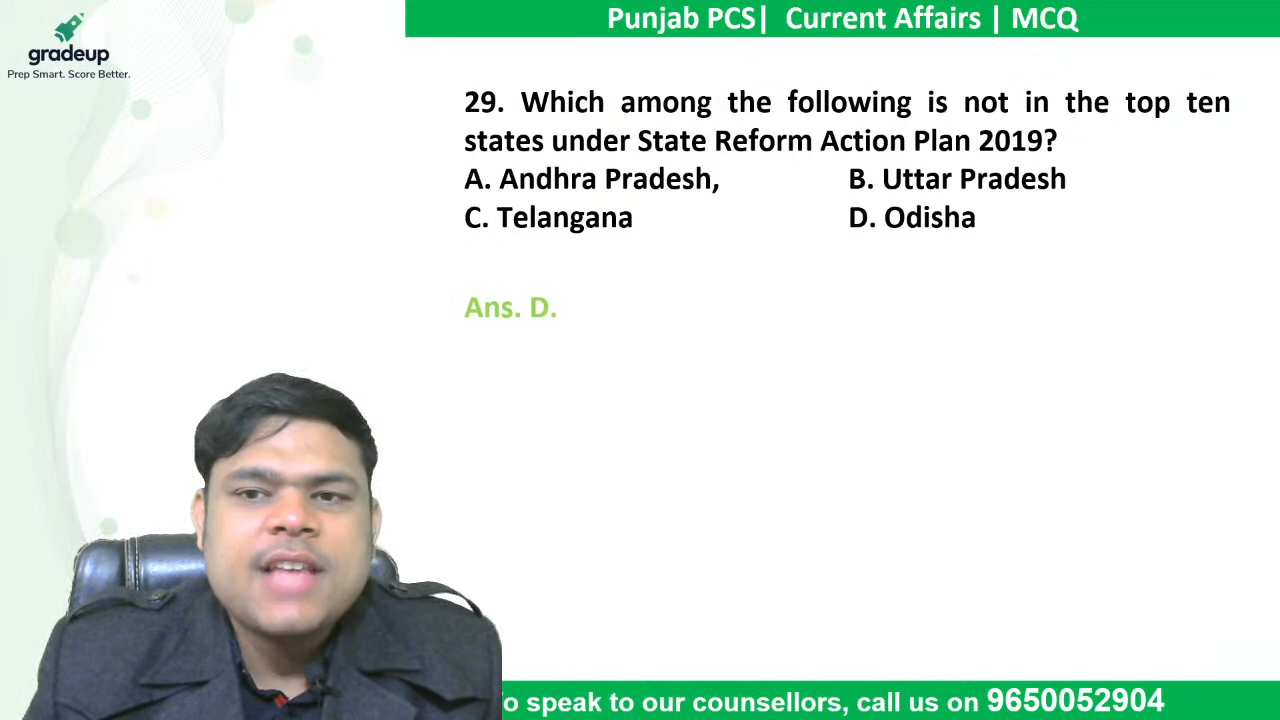 Punjab PCS| Current Affairs | MCQ
gradeup
Prep Smart. Score Better.
29. Which among the following is not in the top ten
states under State Reform Action Plan 2019?
A. Andhra Pradesh, B. Uttar Pradesh
C. Telangana D. Odisha
Ans. D.
o speak to our counsellors, call us on 9650052904